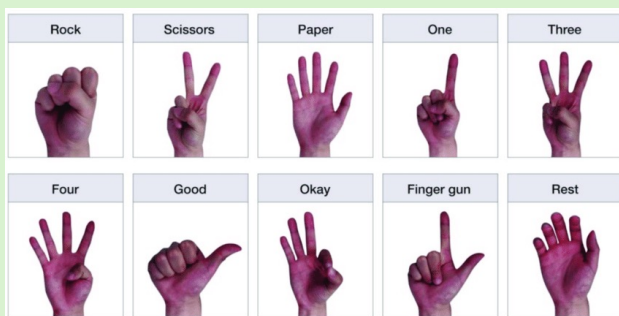 Rock
Scissors
Paper
One
Three
Four
Good
Okay
Finger gun
Rest